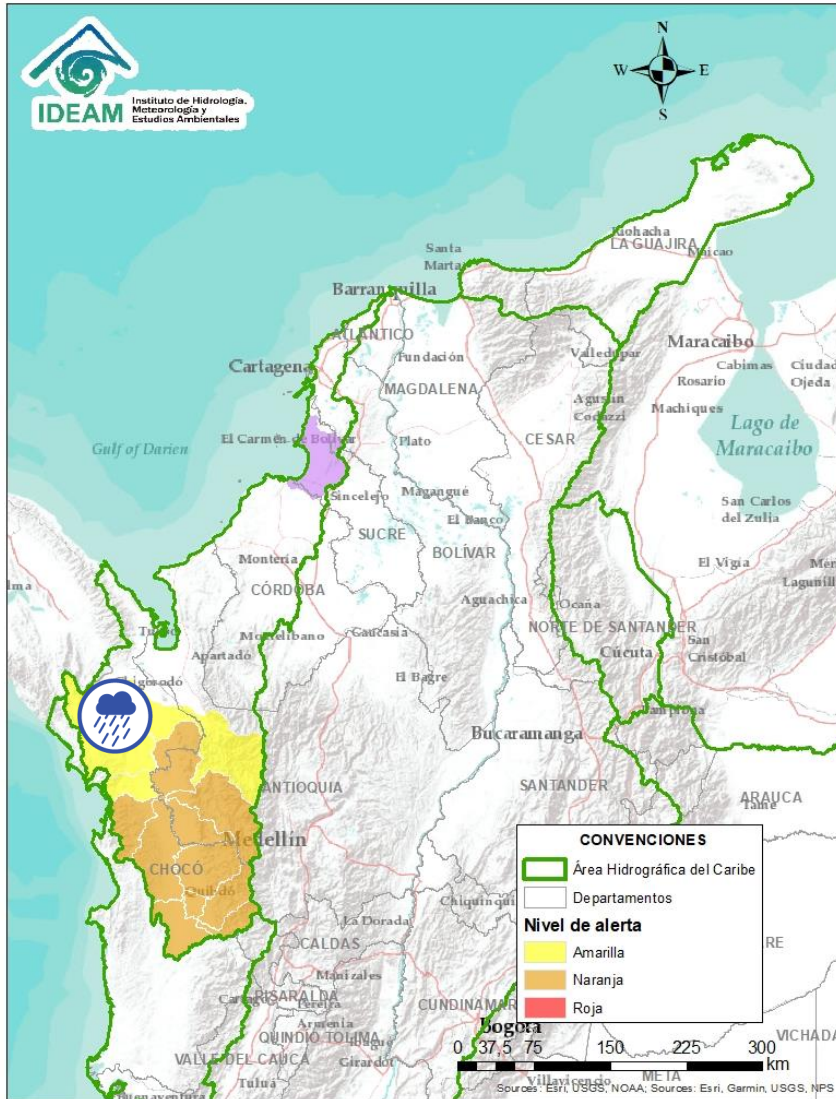 IDEAM
Instituto de Hidrología,
Meteorología y
Estudios Ambientales
N
W
E
S
Riohacha
LA GUAJIRA
Maicao
Santa
Barranquilla
ATLÁNTICO
Maracaibo
Fundación
Valledupar
Cabimas
Ciudad
Cartagena
Rosario
Ojeda
MAGDALENA
Agustín
Codazzi
Machiques
Lago de
Maracaibo
El Carmen de Bolívar
Plato
CESAR
Gulf of Darien
Sincelejo
Magangué
San Carlos
del Zulia
El Banco
SUCRE
BOLÍVAR
Montería
El Vigía
CÓRDOBA
Aguachica
Ocaña
Montelíbano
Caucasia
NORTE DE SANTANDER
Apartadó
San
Cristóbal
Cúcuta
El Bagre
Pamplona
Bucaramanga
ANTIOQUIA
SANTANDER
ARAUCA
Tame
Medellín
CHOCÓ
Quibdó
La Dorada
CALDAS
Manizales
RISARALDA
Pereira
Armenia
QUINDÍO
TOLIMA
Ibagué
Girardot
VALLE DEL CAUCA
Tuluá
Buenaventura
Bogotá
Villavicencio
META
CONVENCIONES
Área Hidrográfica del Caribe
Departamentos
Nivel de alerta
Amarilla
Naranja
Roja
0 37,5 75 150 225 300
km
Sources: Esri, USGS, NOAA; Sources: Esri, Garmin, USGS, NPS